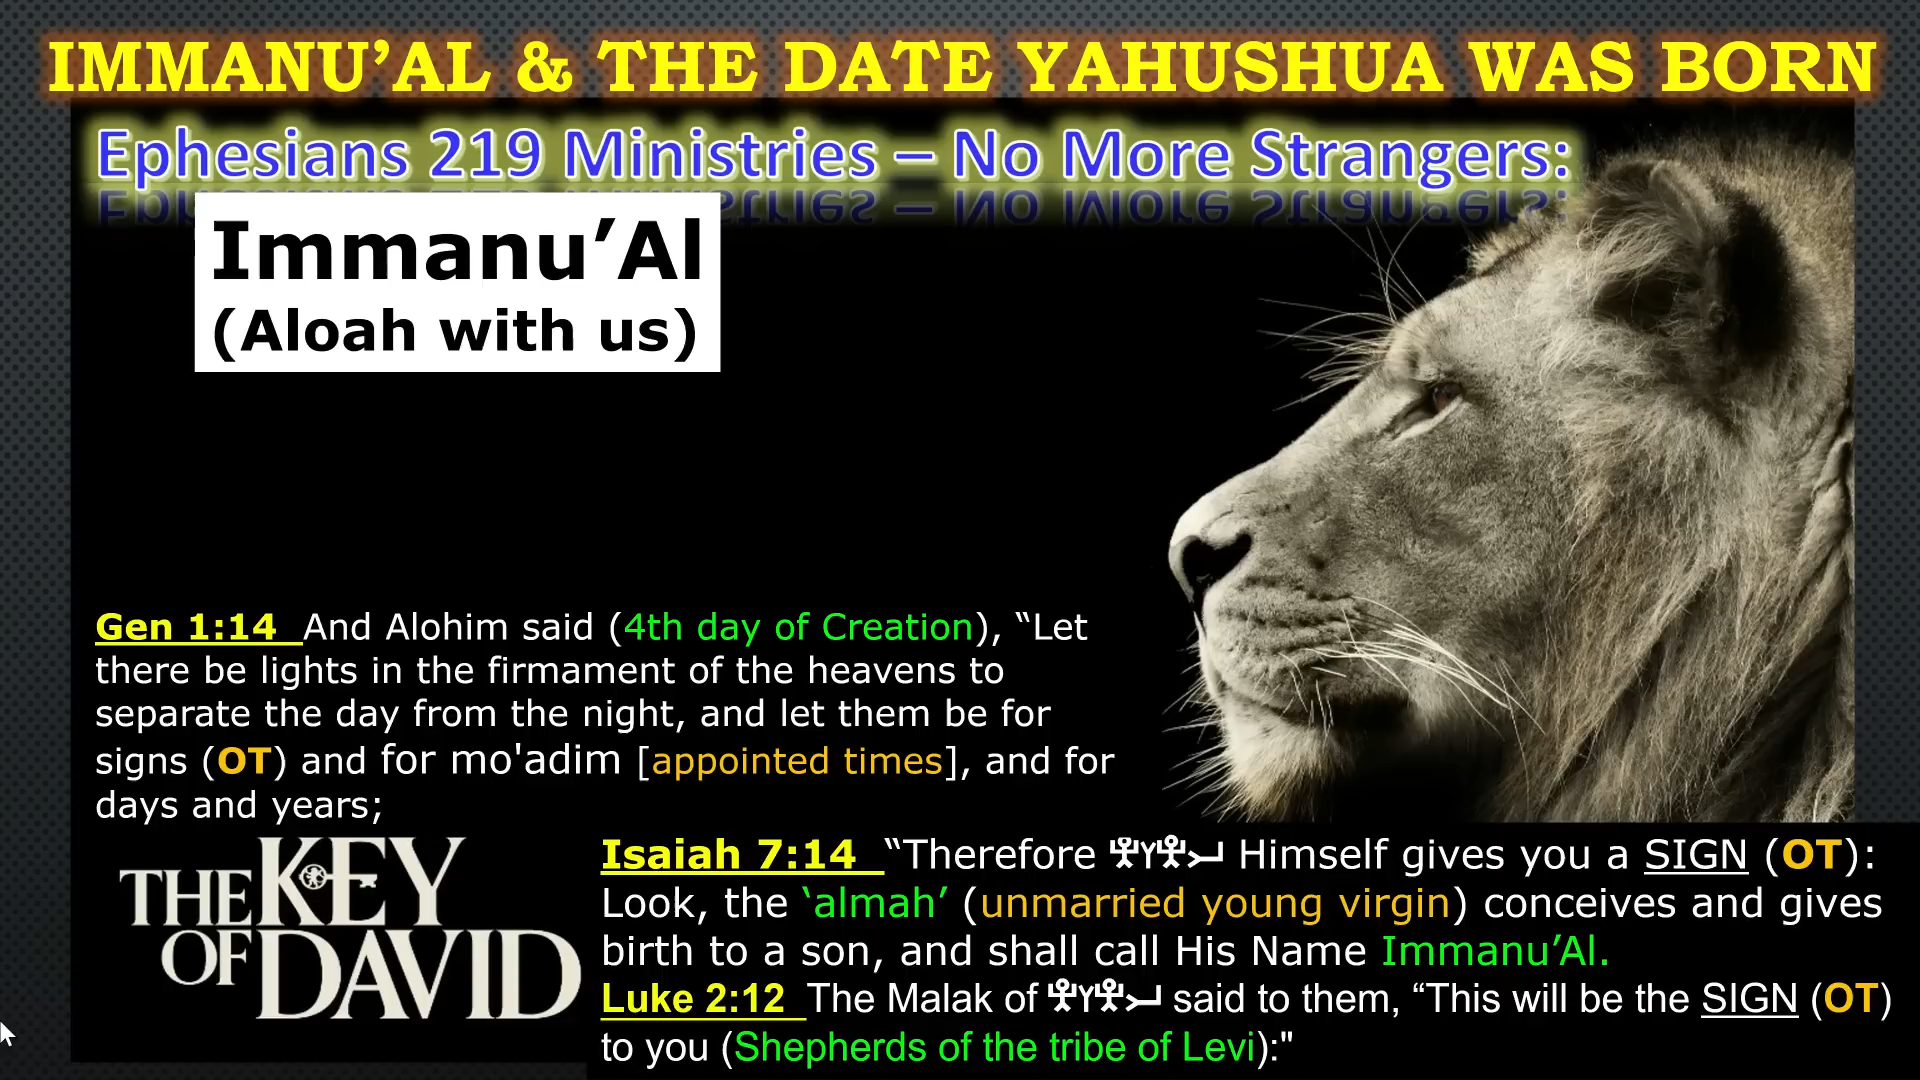 IMMANU’AL & THE DATE YAHUSHUA WAS BORN
Ephesians 219 Ministries – No More Strangers:
Immanu’Al
(Aloah with us)
Gen 1:14 And Alohim said (4th day of Creation), “Let
there be lights in the firmament of the heavens to
separate the day from the night, and let them be for
signs (OT) and for mo'adim [appointed times], and for
days and years;
THE KEY
OF DAVID
Isaiah 7:14 “Therefore 𐤉𐤄𐤅𐤄 Himself gives you a SIGN (OT):
Look, the ‘almah’ (unmarried young virgin) conceives and gives
birth to a son, and shall call His Name Immanu’Al.
Luke 2:12 The Malak of 𐤉𐤄𐤅𐤄 said to them, “This will be the SIGN (OT)
to you (Shepherds of the tribe of Levi):"